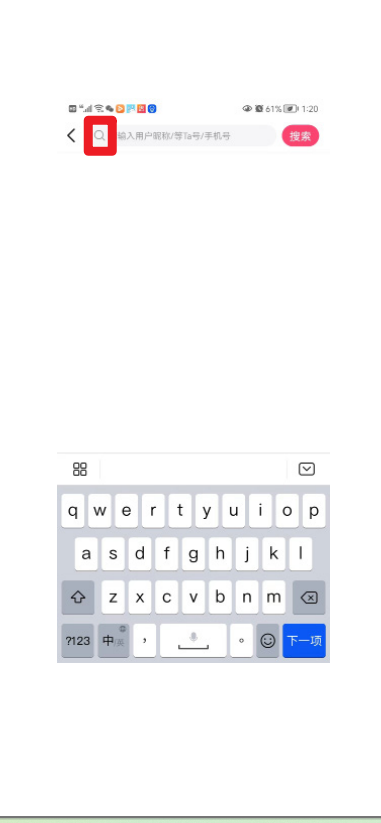 61% 1:20
输入用户昵称/等Ta号/手机号 搜索
q w e r t y u i o p
a s d f g h j k l
z x c v b n m
?123 中/英 , 。 下一项